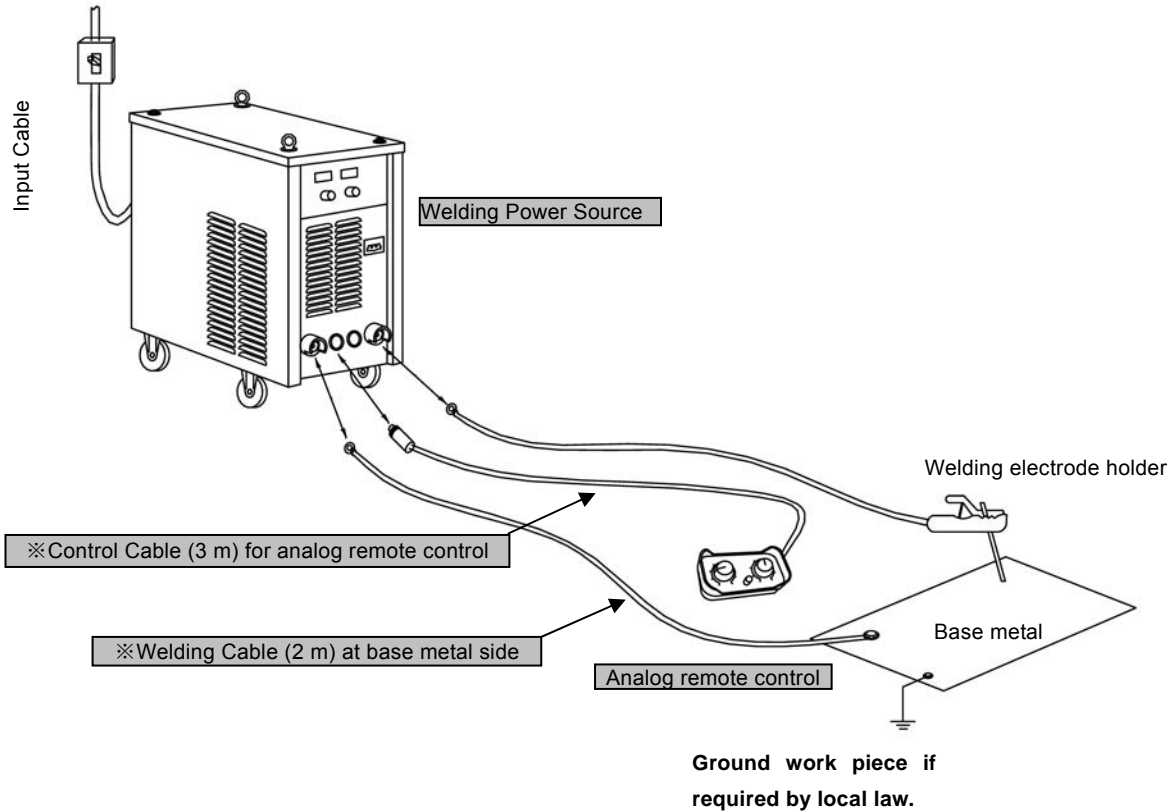 Input Cable
Welding Power Source
Welding electrode holder
※Control Cable (3 m) for analog remote control
Base metal
※Welding Cable (2 m) at base metal side
Analog remote control
Ground work piece if
required by local law.